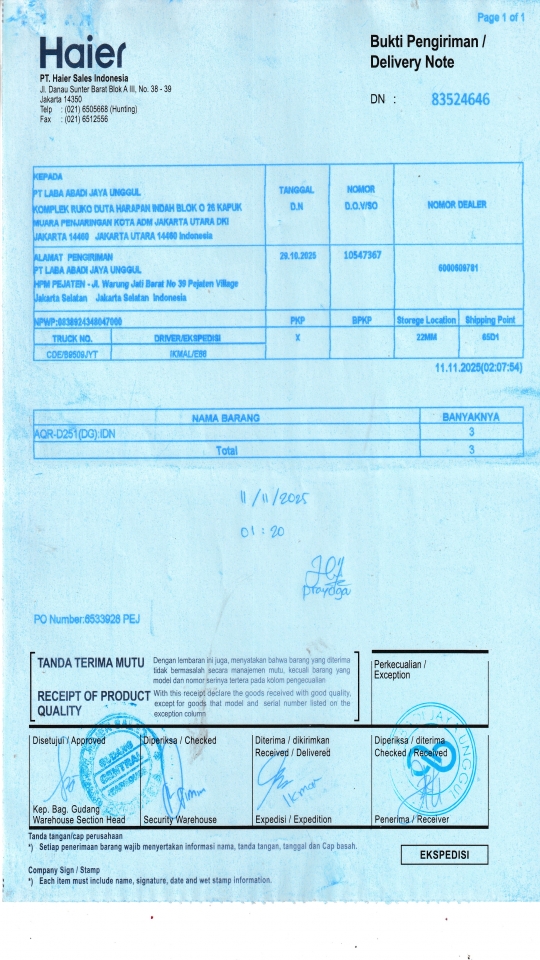 Page 1 of 1
Haier
Bukti Pengiriman /
Delivery Note
PT. Haier Sales Indonesia
Jl. Danau Sunter Barat Blok A III, No. 38 - 39
Jakarta 14350
Telp : (021) 6505668 (Hunting)
Fax : (021) 6512556
DN : 83524646
KEPADA
PT LABA ABADI JAYA UNGGUL
KOMPLEK RUKO DUTA HARAPAN INDAH BLOK O 26 KAPUK
MUARA PENJARINGAN KOTA ADM JAKARTA UTARA DKI
JAKARTA 14460 JAKARTA UTARA 14460 Indonesia
TANGGAL
D.N
NOMOR
D.O.V/SO
NOMOR DEALER
ALAMAT PENGIRIMAN
PT LABA ABADI JAYA UNGGUL
HPM PEJATEN - Jl. Warung Jati Barat No 39 Pejaten Village
Jakarta Selatan Jakarta Selatan Indonesia
29.10.2025
10547367
PKP
BPKP
Storege Location
Shipping Point
TRUCK NO.
DRIVER/EKSPEDISI
X
22MM
65D1
CDE/B9509JYT
IKMAL/E66
11.11.2025(02:07:54)
NAMA BARANG
BANYAKNYA
AQR-D251(DG):IDN
3
Total
3
11/11/2025
01:20
Prayoga
PO Number:6533928 PEJ
TANDA TERIMA MUTU
Dengan lembaran ini juga, menyatakan bahwa barang yang diterima
tidak bermasalah secara manajemen mutu, kecuali barang yang
model dan nomor serinya tertera pada kolom pengecualian
RECEIPT OF PRODUCT
QUALITY
With this receipt declare the goods received with good quality,
except for goods that model and serial number listed on the
exception column
Perkecualian /
Exception
Disetujui / Approved
Diperiksa / Checked
Diterima / dikirimkan
Received / Delivered
Diperiksa / diterima
Checked / Received
GUDANG
CENTRAL
Ikmal
Kep. Bag. Gudang
Warehouse Section Head
Security Warehouse
Expedisi / Expedition
Penerima / Receiver
Tanda tangan/cap perusahaan
*) Setiap penerimaan barang wajib menyertakan informasi nama, tanda tangan, tanggal dan Cap basah.
EKSPEDISI
Company Sign / Stamp
*) Each item must include name, signature, date and wet stamp information.